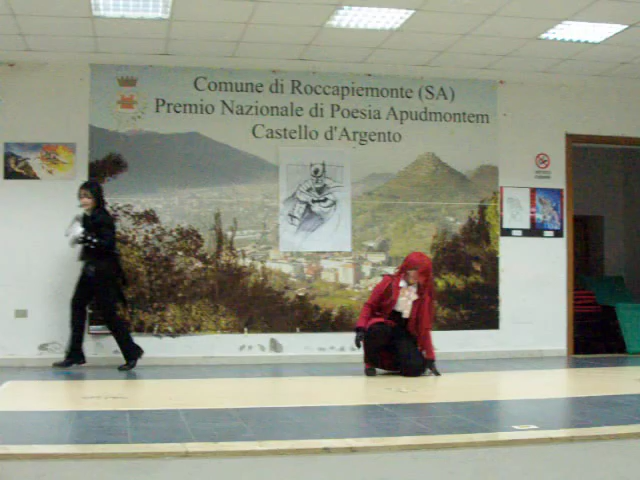 Comune di Roccapiemonte (SA)
Premio Nazionale di Poesia Apudmontem
Castello d'Argento